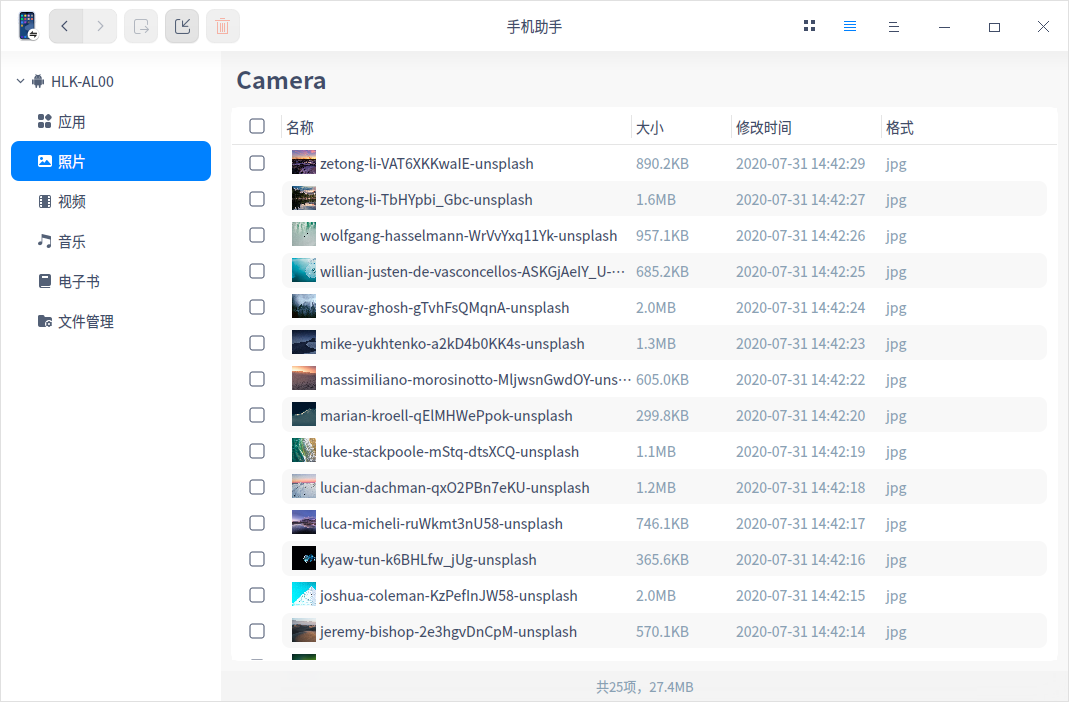 手机助手
HLK-AL00
应用
照片
视频
音乐
电子书
文件管理
Camera
名称 大小 修改时间 格式
zetong-li-VAT6XKKwaIE-unsplash 890.2KB 2020-07-31 14:42:29 jpg
zetong-li-TbHYpbi_Gbc-unsplash 1.6MB 2020-07-31 14:42:27 jpg
wolfgang-hasselmann-WrVvYxq11Yk-unsplash 957.1KB 2020-07-31 14:42:26 jpg
willian-justen-de-vasconcellos-ASKGjAeIY_U-··· 685.2KB 2020-07-31 14:42:25 jpg
sourav-ghosh-gTvhFsQMqnA-unsplash 2.0MB 2020-07-31 14:42:24 jpg
mike-yukhtenko-a2kD4b0KK4s-unsplash 1.3MB 2020-07-31 14:42:23 jpg
massimiliano-morosinotto-MljwsnGwdOY-uns··· 605.0KB 2020-07-31 14:42:22 jpg
marian-kroell-qElMHWePpok-unsplash 299.8KB 2020-07-31 14:42:20 jpg
luke-stackpoole-mStq-dtsXCQ-unsplash 1.1MB 2020-07-31 14:42:19 jpg
lucian-dachman-qxO2PBn7eKU-unsplash 1.2MB 2020-07-31 14:42:18 jpg
luca-micheli-ruWkmt3nU58-unsplash 746.1KB 2020-07-31 14:42:17 jpg
kyaw-tun-k6BHLfw_jUg-unsplash 365.6KB 2020-07-31 14:42:16 jpg
joshua-coleman-KzPefInJW58-unsplash 2.0MB 2020-07-31 14:42:15 jpg
jeremy-bishop-2e3hgvDnCpM-unsplash 570.1KB 2020-07-31 14:42:14 jpg
共25项，27.4MB